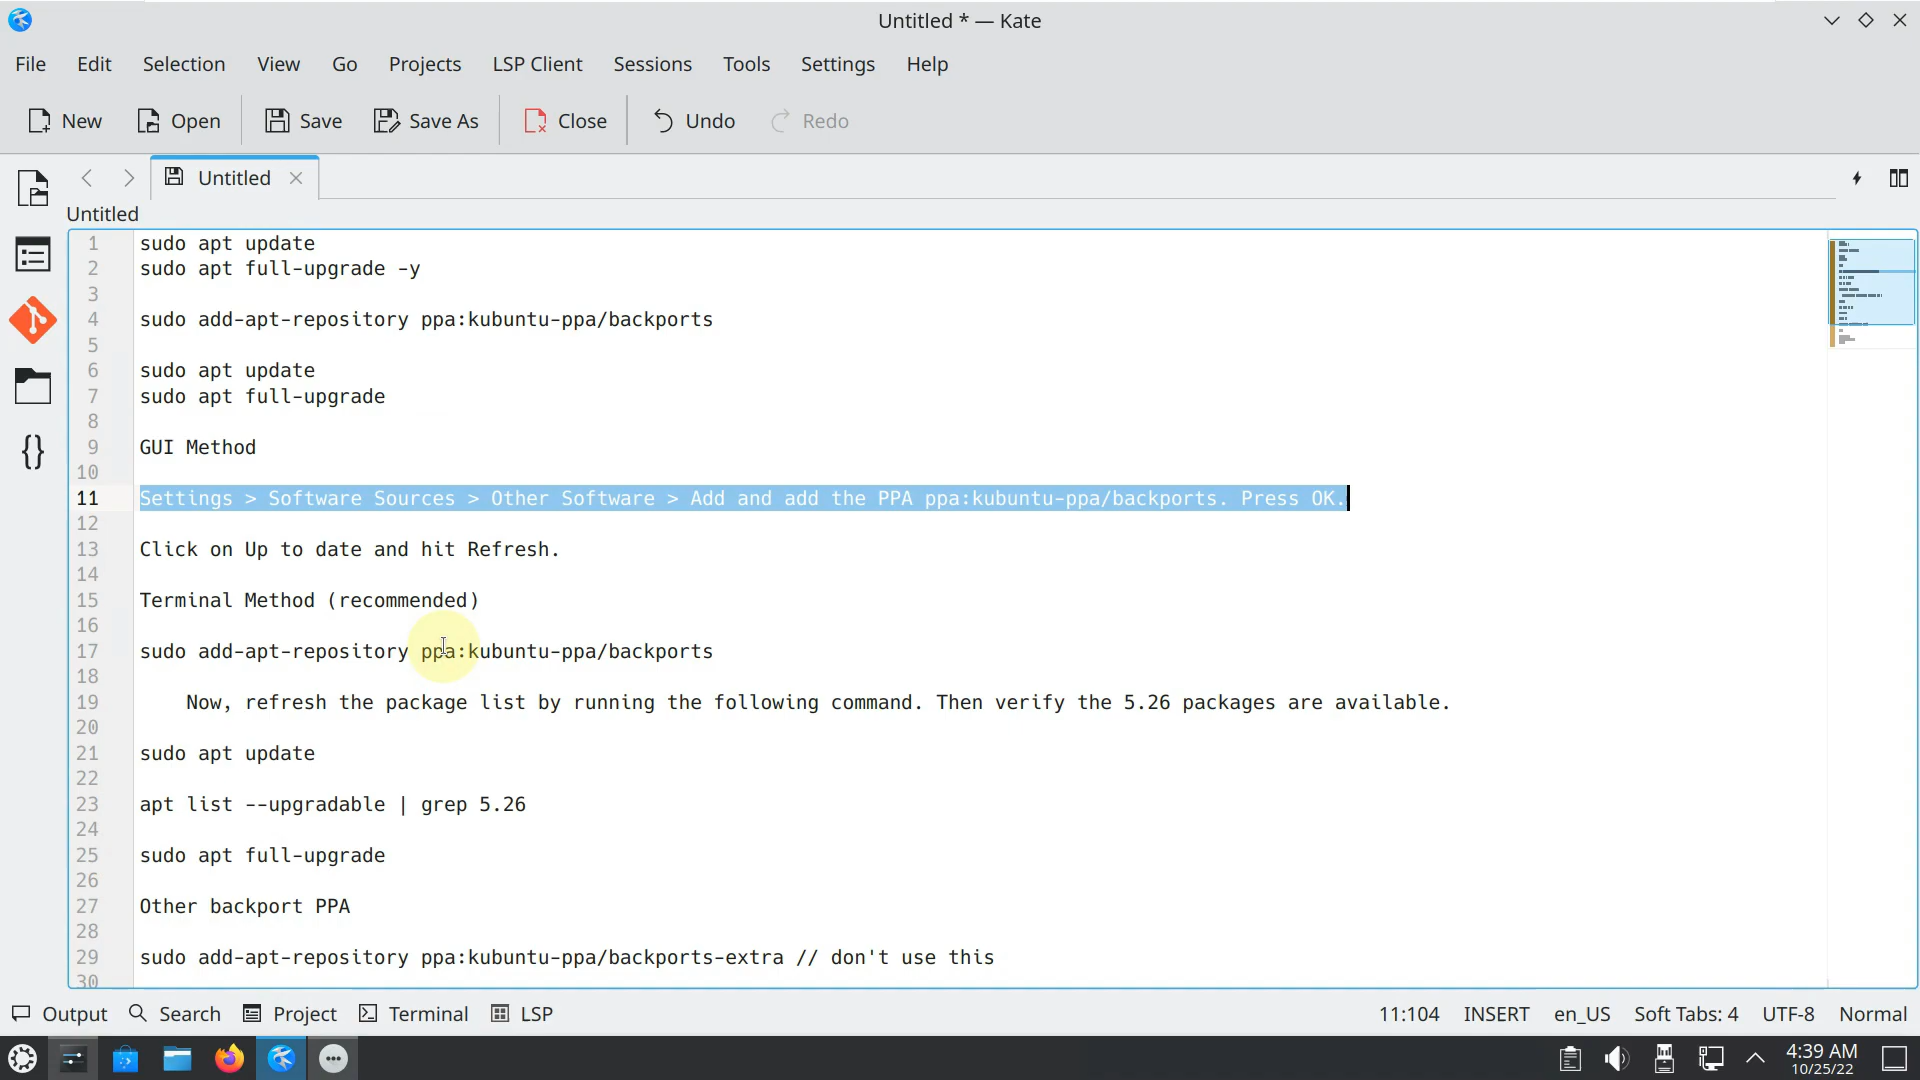 Untitled * — Kate
File Edit Selection View Go Projects LSP Client Sessions Tools Settings Help
New Open Save Save As Close Undo Redo
Untitled
Untitled
1 sudo apt update
2 sudo apt full-upgrade -y
3
4 sudo add-apt-repository ppa:kubuntu-ppa/backports
5
6 sudo apt update
7 sudo apt full-upgrade
8
9 GUI Method
10
11 Settings > Software Sources > Other Software > Add and add the PPA ppa:kubuntu-ppa/backports. Press OK.
12
13 Click on Up to date and hit Refresh.
14
15 Terminal Method (recommended)
16
17 sudo add-apt-repository ppa:kubuntu-ppa/backports
18
19 Now, refresh the package list by running the following command. Then verify the 5.26 packages are available.
20
21 sudo apt update
22
23 apt list --upgradable | grep 5.26
24
25 sudo apt full-upgrade
26
27 Other backport PPA
28
29 sudo add-apt-repository ppa:kubuntu-ppa/backports-extra // don't use this
30
Output Search Project Terminal LSP 11:104 INSERT en_US Soft Tabs: 4 UTF-8 Normal
4:39 AM
10/25/22